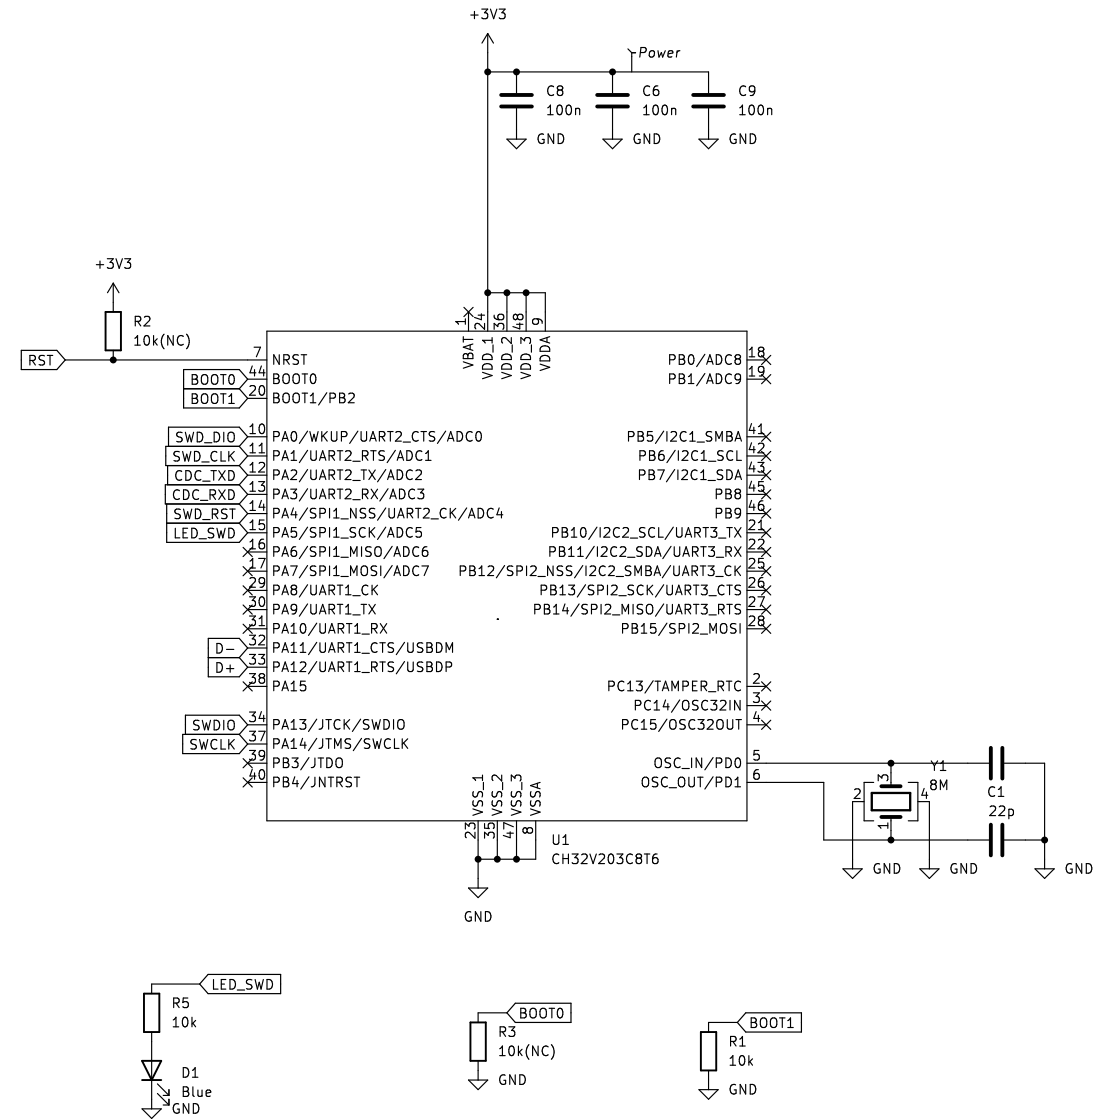 +3V3
Power
C8
100n
C6
100n
C9
100n
GND
GND
GND
+3V3
R2
10k(NC)
RST
7 NRST
BOOT0 44 BOOT0
BOOT1 20 BOOT1/PB2
1 VBAT
24 VDD_1
36 VDD_2
48 VDD_3
9 VDDA
PB0/ADC8 18
PB1/ADC9 19
SWD_DIO 10 PA0/WKUP/UART2_CTS/ADC0
SWD_CLK 11 PA1/UART2_RTS/ADC1
CDC_TXD 12 PA2/UART2_TX/ADC2
CDC_RXD 13 PA3/UART2_RX/ADC3
SWD_RST 14 PA4/SPI1_NSS/UART2_CK/ADC4
LED_SWD 15 PA5/SPI1_SCK/ADC5
16 PA6/SPI1_MISO/ADC6
17 PA7/SPI1_MOSI/ADC7
29 PA8/UART1_CK
30 PA9/UART1_TX
31 PA10/UART1_RX
D- 32 PA11/UART1_CTS/USBDM
D+ 33 PA12/UART1_RTS/USBDP
38 PA15
SWDIO 34 PA13/JTCK/SWDIO
SWCLK 37 PA14/JTMS/SWCLK
39 PB3/JTDO
40 PB4/JNTRST
PB5/I2C1_SMBA 41
PB6/I2C1_SCL 42
PB7/I2C1_SDA 43
PB8 45
PB9 46
PB10/I2C2_SCL/UART3_TX 21
PB11/I2C2_SDA/UART3_RX 22
PB12/SPI2_NSS/I2C2_SMBA/UART3_CK 25
PB13/SPI2_SCK/UART3_CTS 26
PB14/SPI2_MISO/UART3_RTS 27
PB15/SPI2_MOSI 28
PC13/TAMPER_RTC 2
PC14/OSC32IN 3
PC15/OSC32OUT 4
OSC_IN/PD0 5
OSC_OUT/PD1 6
23 VSS_1
35 VSS_2
47 VSS_3
8 VSSA
U1
CH32V203C8T6
GND
Y1
8M
3
2
4
1
C1
22p
GND
GND
GND
LED_SWD
R5
10k
D1
Blue
GND
BOOT0
R3
10k(NC)
GND
BOOT1
R1
10k
GND